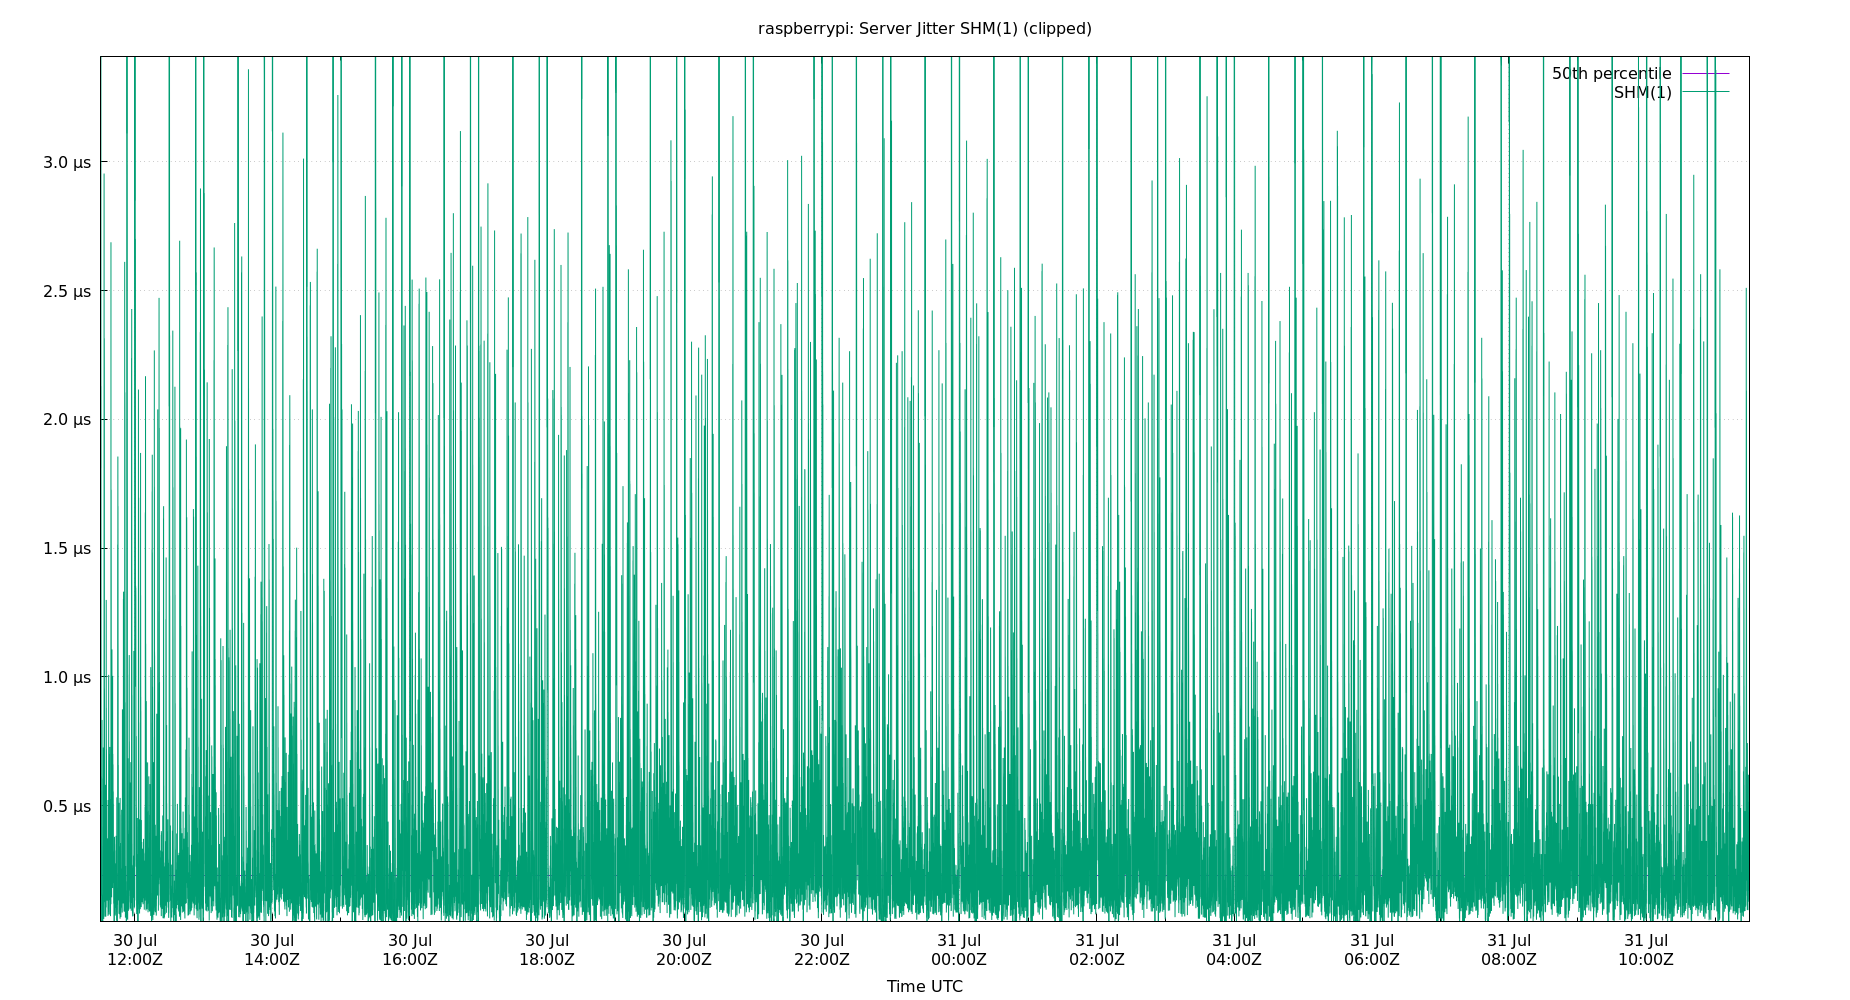 raspberrypi: Server Jitter SHM(1) (clipped)
50th percentile
SHM(1)
3.0 µs
2.5 µs
2.0 µs
1.5 µs
1.0 µs
0.5 µs
30 Jul 30 Jul 30 Jul 30 Jul 30 Jul 30 Jul 31 Jul 31 Jul 31 Jul 31 Jul 31 Jul 31 Jul
12:00Z 14:00Z 16:00Z 18:00Z 20:00Z 22:00Z 00:00Z 02:00Z 04:00Z 06:00Z 08:00Z 10:00Z
Time UTC